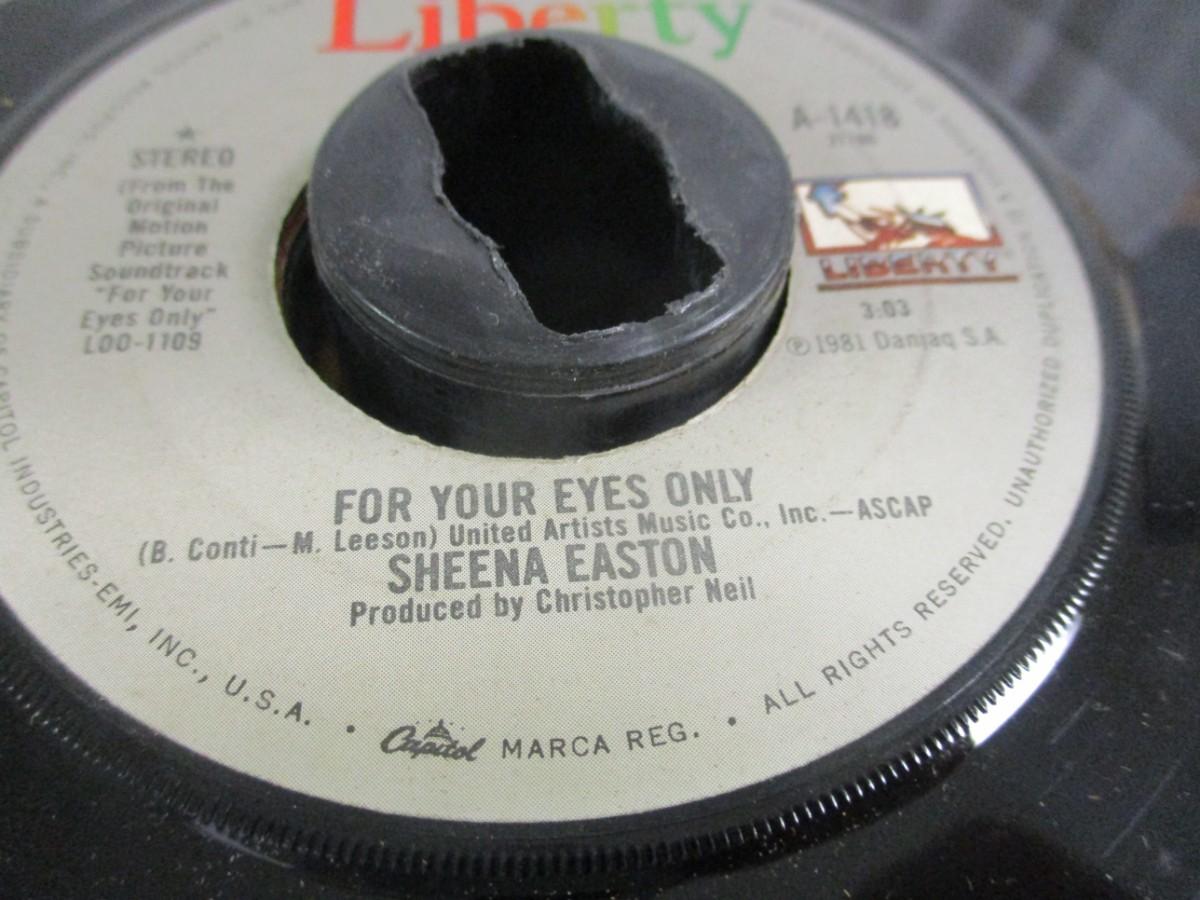 Liberty
STEREO
(From The
Original
Motion
Picture
Soundtrack
"For Your
Eyes Only"
LOO-1109
A-1418
LIBERTY
3:03
Ⓟ 1981 Danjaq S.A.
FOR YOUR EYES ONLY
(B. Conti—M. Leeson) United Artists Music Co., Inc.—ASCAP
SHEENA EASTON
Produced by Christopher Neil
A SUBSIDIARY OF CAPITOL INDUSTRIES-EMI, INC., U.S.A. • Capitol MARCA REG. • ALL RIGHTS RESERVED. UNAUTHORIZED DUPLICATION